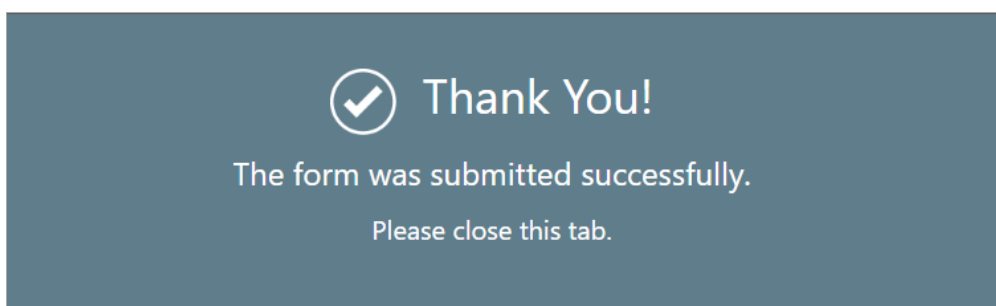 Thank You!
The form was submitted successfully.
Please close this tab.